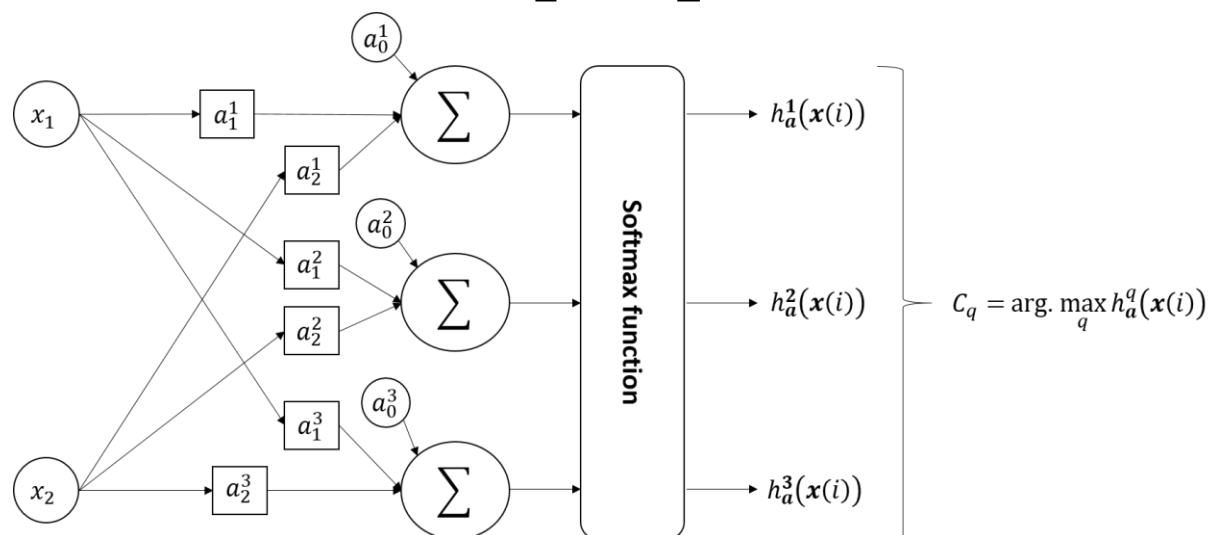 a_0^1
x_1
a_1^1
∑
h_a^1(x(i))
a_2^1
a_0^2
a_1^2
∑
Softmax function
h_a^2(x(i))
C_q = arg. max_q h_a^q(x(i))
a_2^2
a_0^3
a_1^3
x_2
a_2^3
∑
h_a^3(x(i))